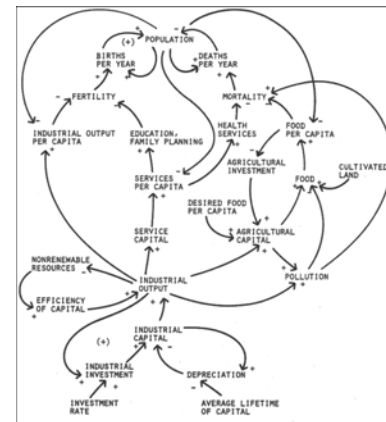 POPULATION
(+)
BIRTHS
PER YEAR
DEATHS
PER YEAR
FERTILITY
MORTALITY
INDUSTRIAL OUTPUT
PER CAPITA
EDUCATION,
FAMILY PLANNING
HEALTH
SERVICES
FOOD
PER CAPITA
SERVICES
PER CAPITA
AGRICULTURAL
INVESTMENT
CULTIVATED
LAND
FOOD
DESIRED FOOD
PER CAPITA
SERVICE
CAPITAL
AGRICULTURAL
CAPITAL
NONRENEWABLE
RESOURCES
POLLUTION
INDUSTRIAL
OUTPUT
EFFICIENCY
OF CAPITAL
INDUSTRIAL
CAPITAL
(+)
INDUSTRIAL
INVESTMENT
DEPRECIATION
INVESTMENT
RATE
AVERAGE LIFETIME
OF CAPITAL